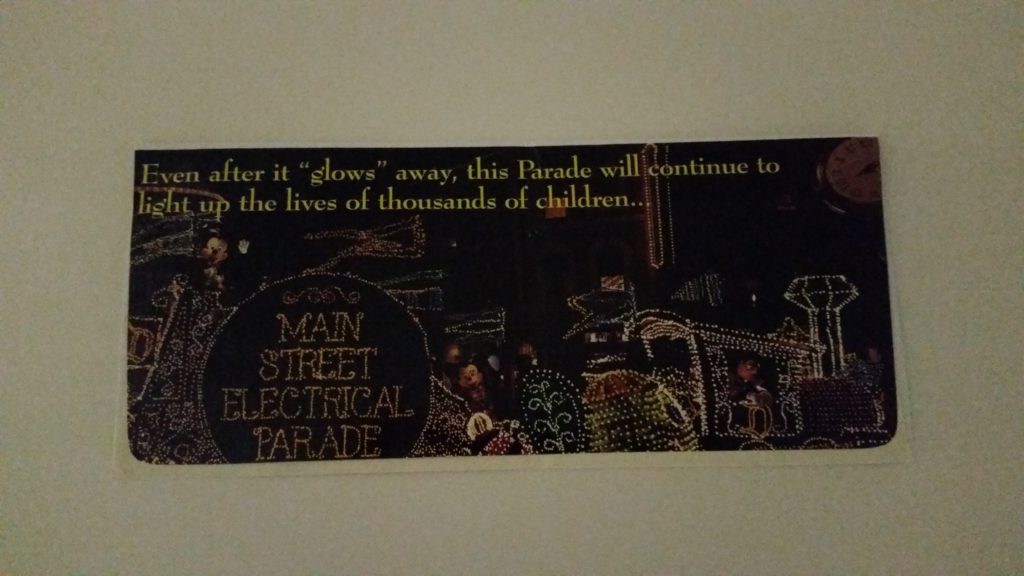 Even after it “glows” away, this Parade will continue to
light up the lives of thousands of children...
MAIN
STREET
ELECTRICAL
PARADE
D
D